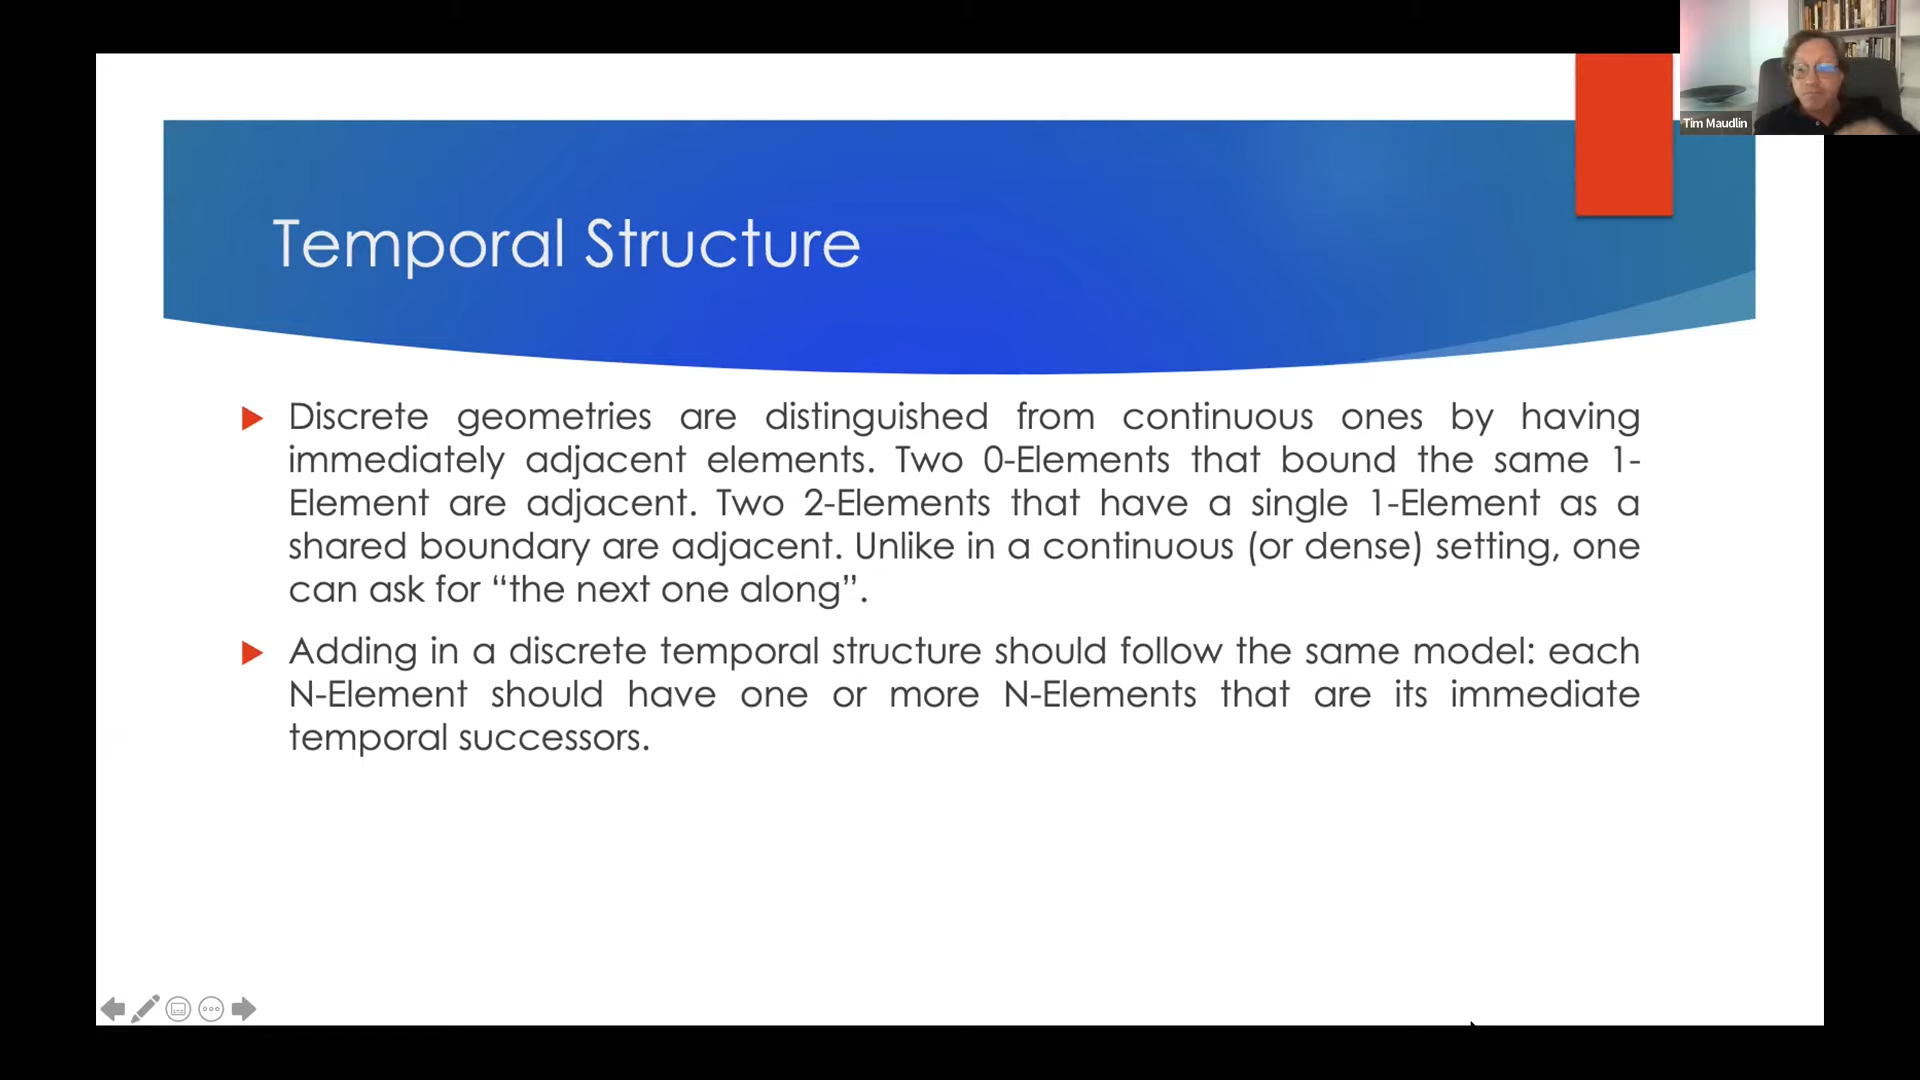 Tim Maudlin
Temporal Structure
Discrete geometries are distinguished from continuous ones by having
immediately adjacent elements. Two 0-Elements that bound the same 1-
Element are adjacent. Two 2-Elements that have a single 1-Element as a
shared boundary are adjacent. Unlike in a continuous (or dense) setting, one
can ask for “the next one along”.
Adding in a discrete temporal structure should follow the same model: each
N-Element should have one or more N-Elements that are its immediate
temporal successors.